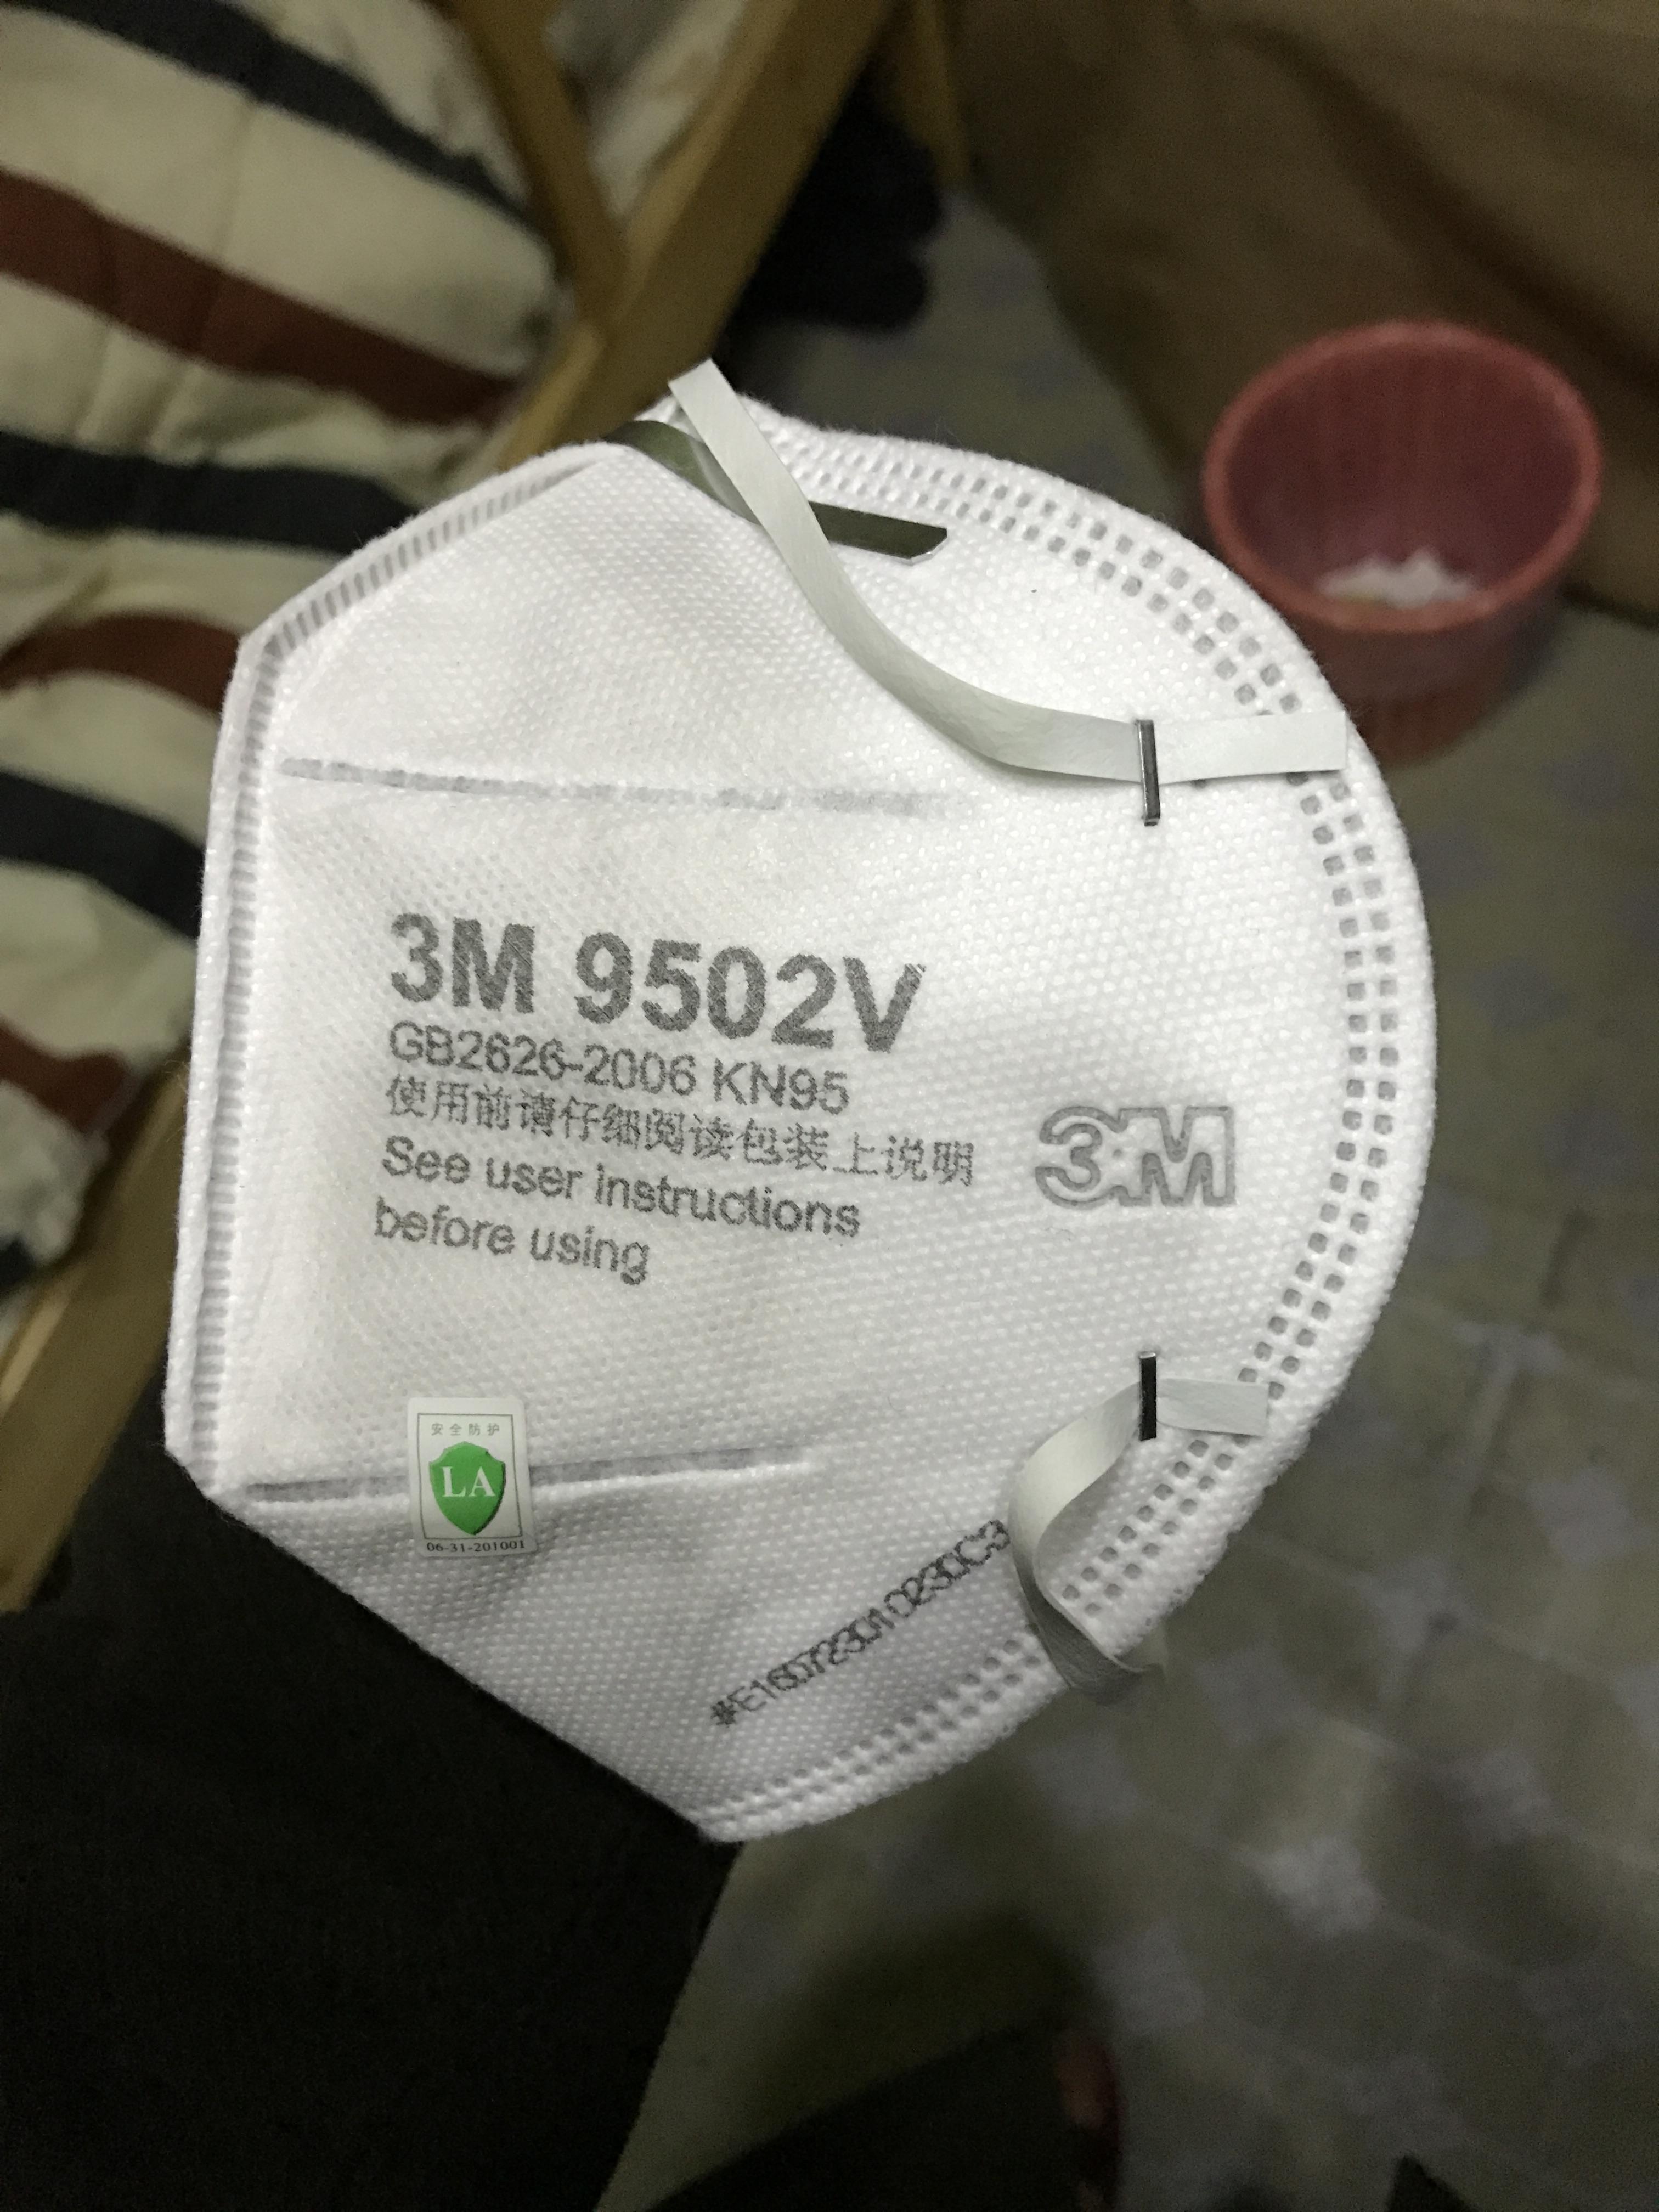 3M 9502V
GB2626-2006 KN95
使用前请仔细阅读包装上说明
See user instructions
before using
3M
安全防护
LA
06-31-201001